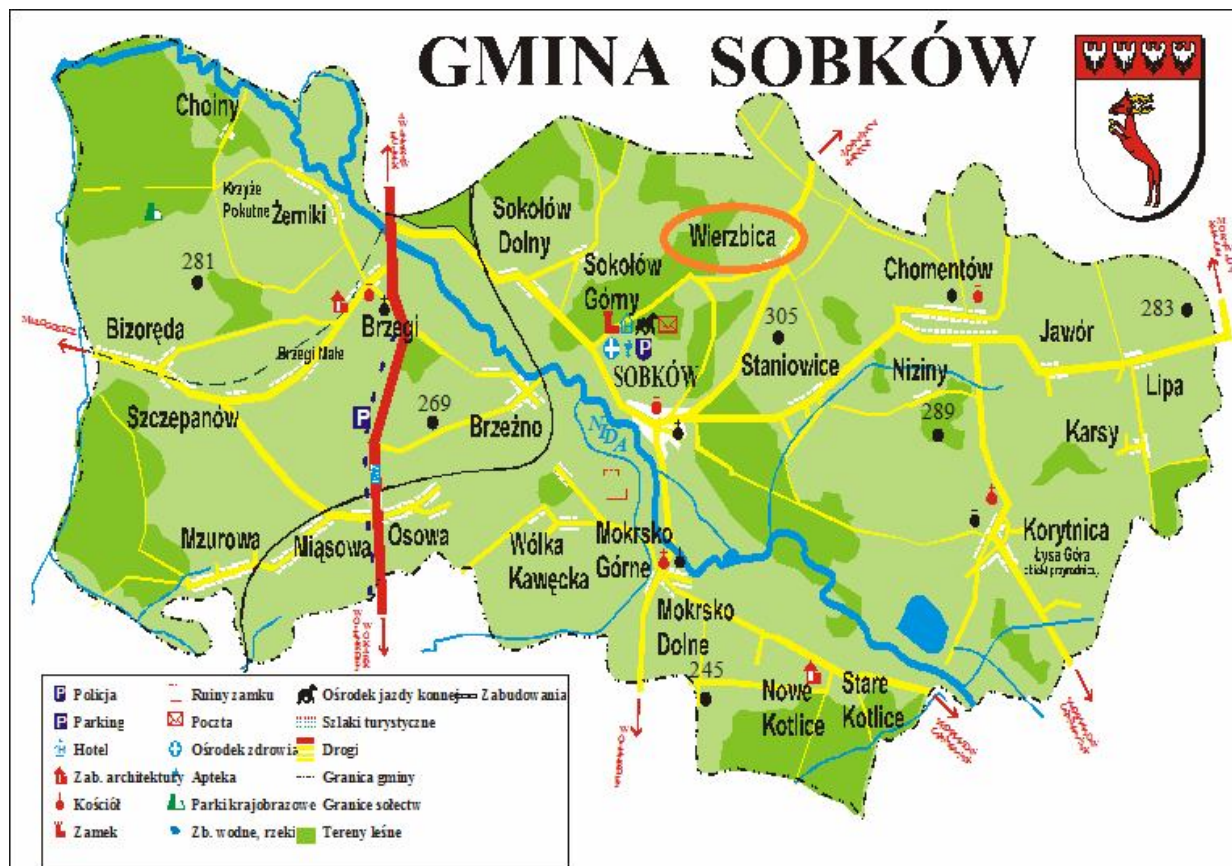 GMINA SOBKÓW
Choiny
Krzyże
Pokutne
Żerniki
Sokołów
Dolny
Wierzbica
Sokołów
Górny
Chomentów
281
283
305
Bizoręda
Brzegi
Brzegi Małe
Jawór
SOBKÓW
Staniowice
Niziny
Lipa
Szczepanów
269
Brzeźno
NIDA
289
Karsy
Mzurowa
Osowa
Wólka
Kawęcka
Mokrsko
Górne
Korytnica
Łysa Góra
Mokrsko
Dolne
245
Nowe
Kotlice
Stare
Kotlice
P Policja
P Parking
Hotel
Zab. architektury
Kościół
Zamek
Ruiny zamku
Poczta
Ośrodek zdrowia
Apteka
Parki krajobrazowe
Zb. wodne, rzeki
Ośrodek jazdy konnej
Szlaki turystyczne
Drogi
Granica gminy
Granice sołectw
Tereny leśne
Zabudowania